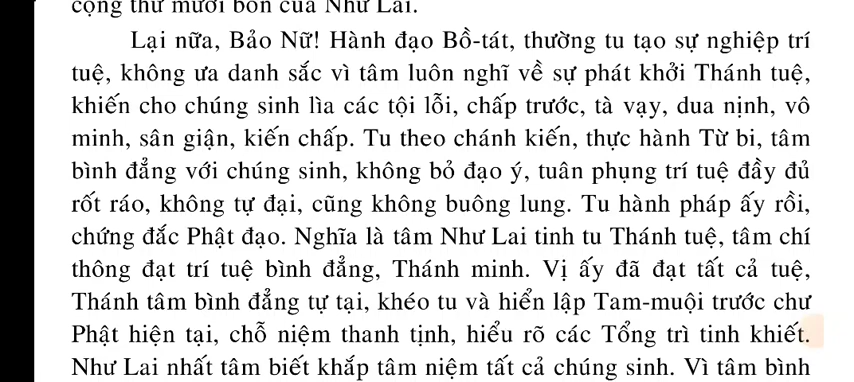 cộng thứ mười bốn của Như Lai.
Lại nữa, Bảo Nữ! Hành đạo Bồ-tát, thường tu tạo sự nghiệp trí
tuệ, không ưa danh sắc vì tâm luôn nghĩ về sự phát khởi Thánh tuệ,
khiến cho chúng sinh lìa các tội lỗi, chấp trước, tà vạy, dua nịnh, vô
minh, sân giận, kiến chấp. Tu theo chánh kiến, thực hành Từ bi, tâm
bình đẳng với chúng sinh, không bỏ đạo ý, tuân phụng trí tuệ đầy đủ
rốt ráo, không tự đại, cũng không buông lung. Tu hành pháp ấy rồi,
chứng đắc Phật đạo. Nghĩa là tâm Như Lai tinh tu Thánh tuệ, tâm chí
thông đạt trí tuệ bình đẳng, Thánh minh. Vị ấy đã đạt tất cả tuệ,
Thánh tâm bình đẳng tự tại, khéo tu và hiển lập Tam-muội trước chư
Phật hiện tại, chỗ niệm thanh tịnh, hiểu rõ các Tổng trì tinh khiết.
Như Lai nhất tâm biết khắp tâm niệm tất cả chúng sinh. Vì tâm bình